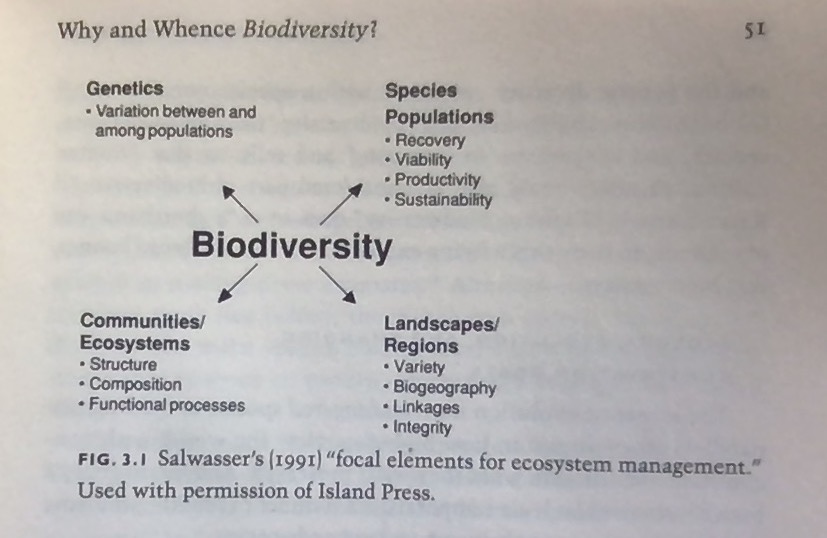 Why and Whence Biodiversity?
51
Genetics
• Variation between and
among populations
Species
Populations
• Recovery
• Viability
• Productivity
• Sustainability
Biodiversity
Communities/
Ecosystems
• Structure
• Composition
• Functional processes
Landscapes/
Regions
• Variety
• Biogeography
• Linkages
• Integrity
FIG. 3.1 Salwasser's (1991) "focal elements for ecosystem management."
Used with permission of Island Press.